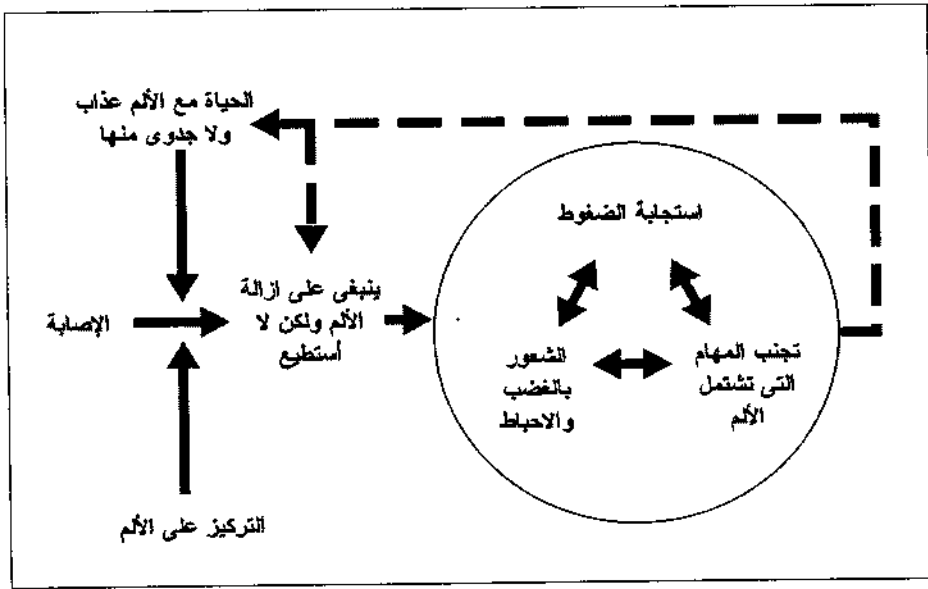 الحياة مع الألم عذاب
ولا جدوى منها
استجابة الضغوط
ينبغى على ازالة
الألم ولكن لا
أستطيع
الإصابة
الشعور
بالغضب
والاحباط
تجنب المهام
التى تشتمل
الألم
التركيز على الألم